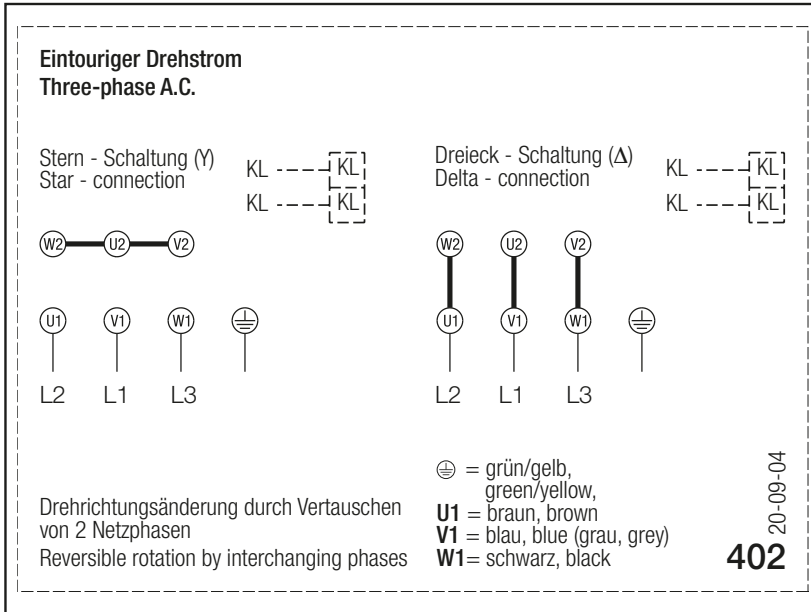 Eintouriger Drehstrom
Three-phase A.C.
Stern - Schaltung (Y)
Star - connection
KL KL
KL KL
W2 U2 V2
U1 V1 W1
L2 L1 L3
Dreieck - Schaltung (Δ)
Delta - connection
KL KL
KL KL
W2 U2 V2
U1 V1 W1
L2 L1 L3
Drehrichtungsänderung durch Vertauschen
von 2 Netzphasen
Reversible rotation by interchanging phases
= grün/gelb,
green/yellow,
U1 = braun, brown
V1 = blau, blue (grau, grey)
W1= schwarz, black
402
20-09-04